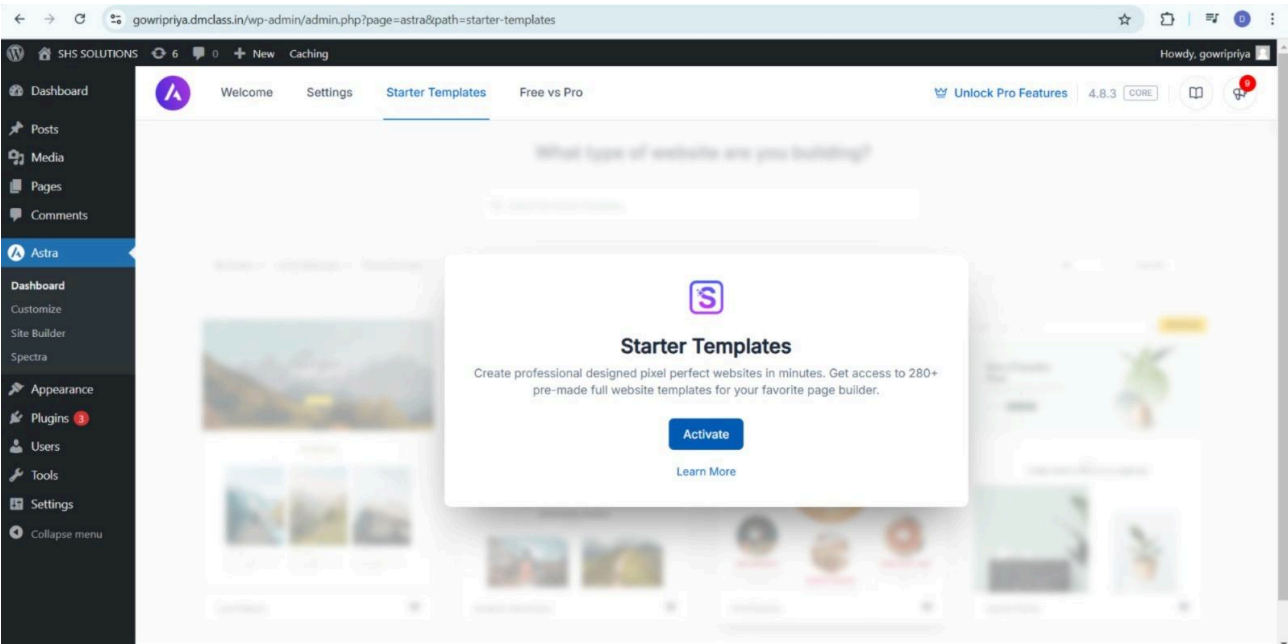 gowripriya.dmclass.in/wp-admin/admin.php?page=astra&path=starter-templates
D
SHS SOLUTIONS 6 0 + New Caching Howdy, gowripriya
Dashboard
Posts
Media
Pages
Comments
Astra
Dashboard
Customize
Site Builder
Spectra
Appearance
Plugins 3
Users
Tools
Settings
Collapse menu
Welcome Settings Starter Templates Free vs Pro Unlock Pro Features 4.8.3 CORE 9
What type of website are you building?
S
Starter Templates
Create professional designed pixel perfect websites in minutes. Get access to 280+
pre-made full website templates for your favorite page builder.
Activate
Learn More